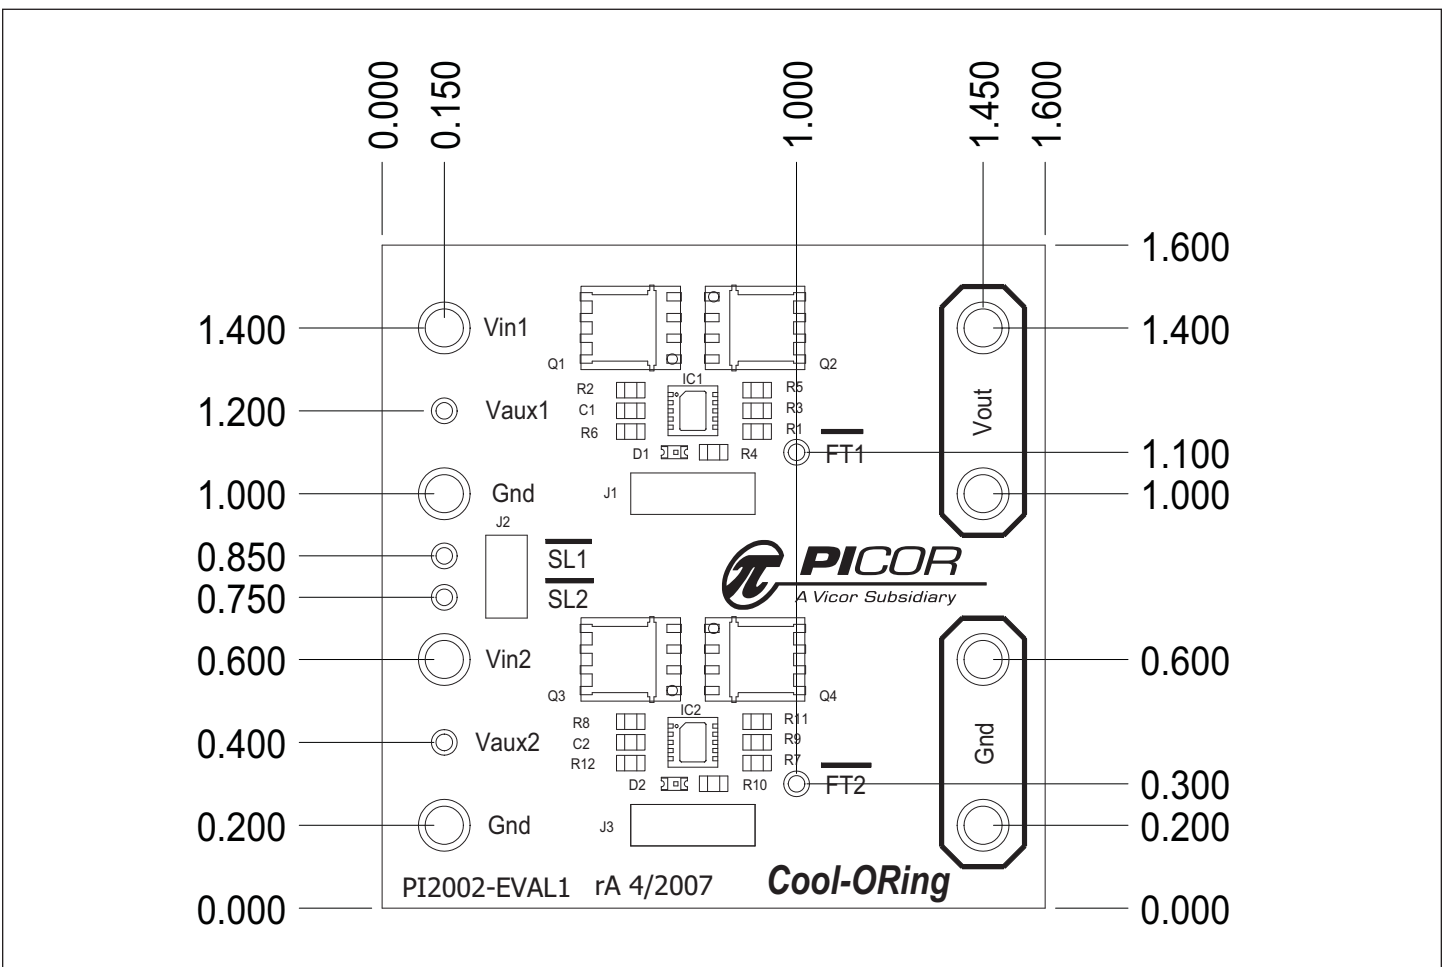 0.000
0.150
1.000
1.450
1.600
1.600
1.400
Vin1
Q1
Q2
1.400
IC1
R2
R5
1.200
Vaux1
C1
R3
Vout
R6
R1
D1
R4
FT1
1.100
1.000
Gnd
J1
1.000
J2
0.850
SL1
PICOR
0.750
SL2
A Vicor Subsidiary
0.600
Vin2
0.600
Q3
Q4
IC2
R8
R11
0.400
Vaux2
C2
R9
Gnd
R12
R7
D2
R10
FT2
0.300
0.200
Gnd
J3
0.200
PI2002-EVAL1 rA 4/2007
Cool-ORing
0.000
0.000